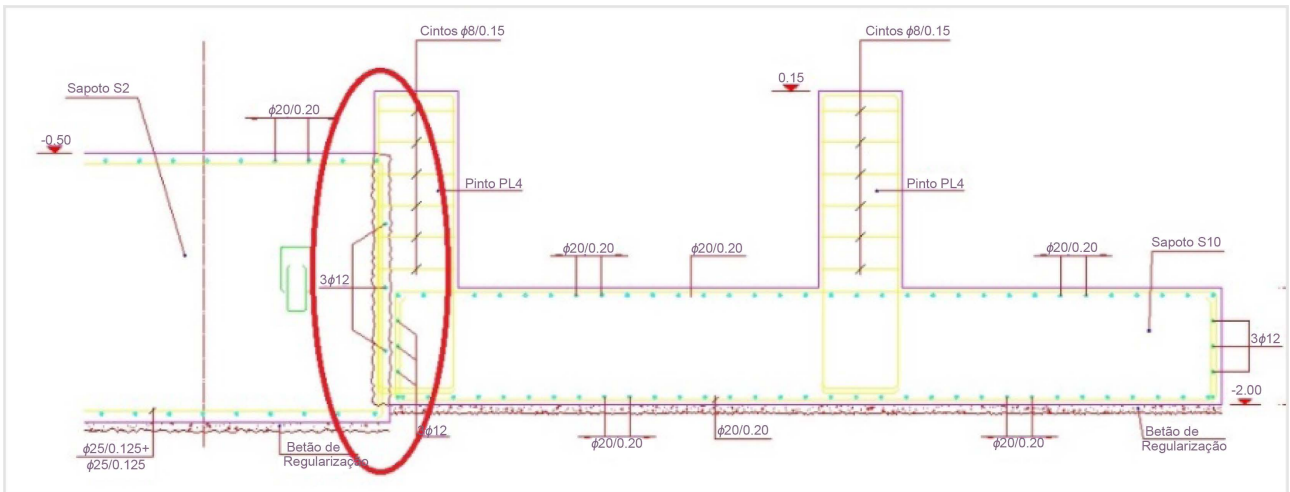 Cintos ϕ8/0.15
Cintos ϕ8/0.15
Sapoto S2
0.15
ϕ20/0.20
-0.50
Pinto PL4
Pinto PL4
ϕ20/0.20
ϕ20/0.20
ϕ20/0.20
Sapoto S10
3ϕ12
3ϕ12
-2.00
ϕ12
ϕ20/0.20
ϕ20/0.20
ϕ20/0.20
ϕ25/0.125+
ϕ25/0.125
Betão de
Regularização
Betão de
Regularização